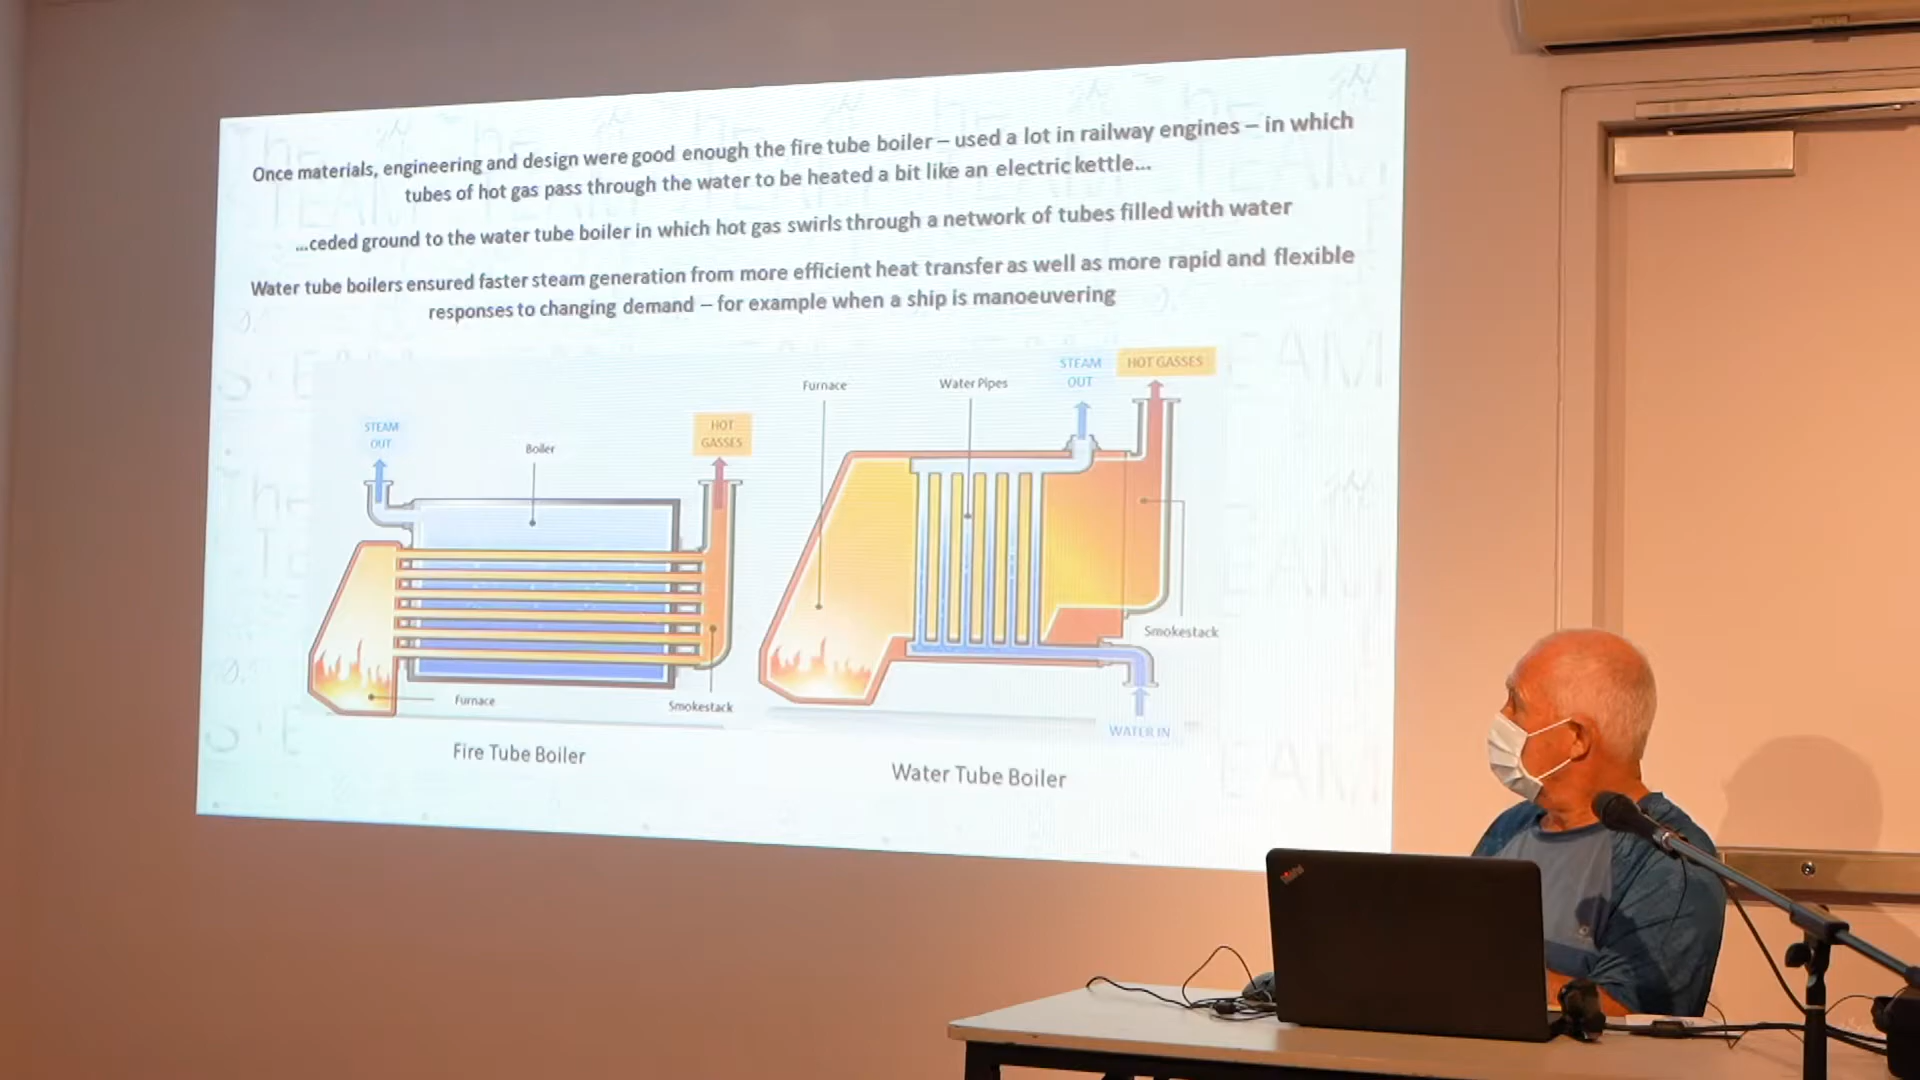 Once materials, engineering and design were good enough the fire tube boiler – used a lot in railway engines – in which
tubes of hot gas pass through the water to be heated a bit like an electric kettle...
...ceded ground to the water tube boiler in which hot gas swirls through a network of tubes filled with water
Water tube boilers ensured faster steam generation from more efficient heat transfer as well as more rapid and flexible
responses to changing demand – for example when a ship is manoeuvering
STEAM
OUT
Boiler
HOT
GASSES
Furnace
Smokestack
Fire Tube Boiler
Furnace
Water Pipes
STEAM
OUT
HOT GASSES
Smokestack
WATER IN
Water Tube Boiler
ThinkPad